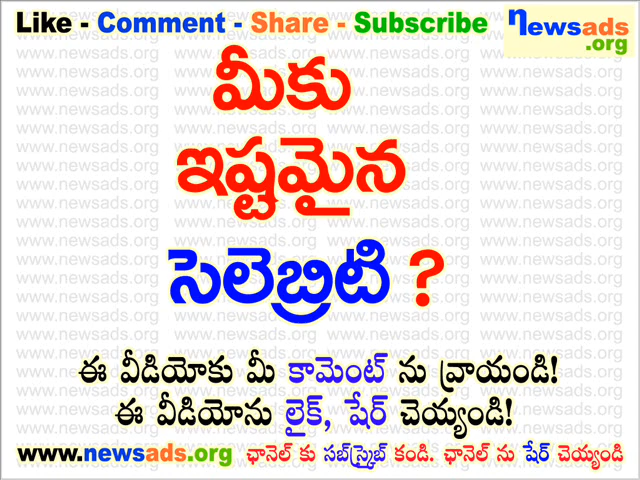 Like - Comment - Share - Subscribe
newsads
.org
మీకు
ఇష్టమైన
సెలెబ్రిటి ?
ఈ వీడియోకు మీ కామెంట్ ను వ్రాయండి!
ఈ వీడియోను లైక్, షేర్ చెయ్యండి!
www.newsads.org ఛానెల్ కు సబ్‌స్క్రైబ్ కండి. ఛానెల్ ను షేర్ చెయ్యండి